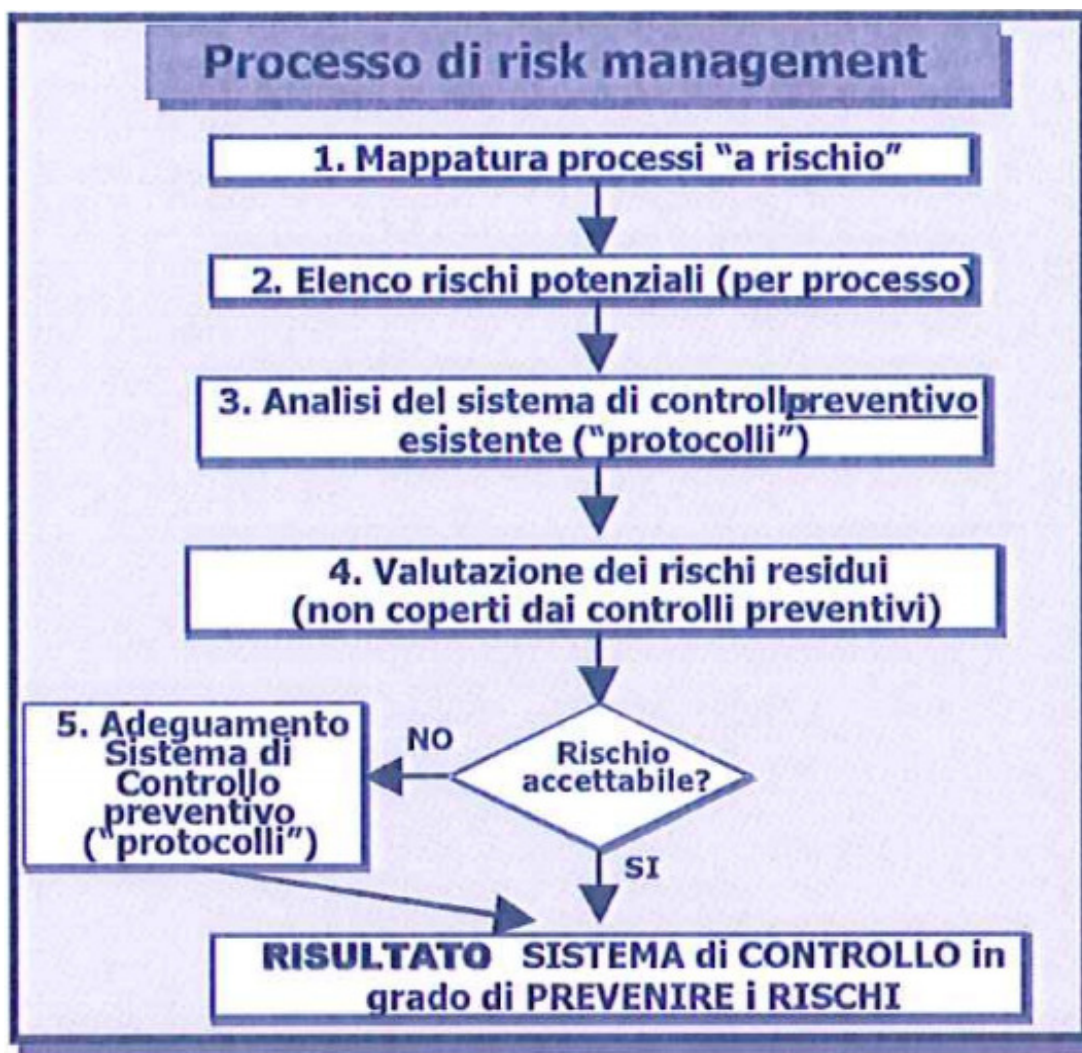 Processo di risk management
1. Mappatura processi "a rischio"
2. Elenco rischi potenziali (per processo)
3. Analisi del sistema di controllpreventivo
esistente ("protocolli")
4. Valutazione dei rischi residui
(non coperti dai controlli preventivi)
5. Adeguamento
Sistema di
Controllo
preventivo
("protocolli")
NO
Rischio
accettabile?
SI
RISULTATO SISTEMA di CONTROLLO in
grado di PREVENIRE i RISCHI